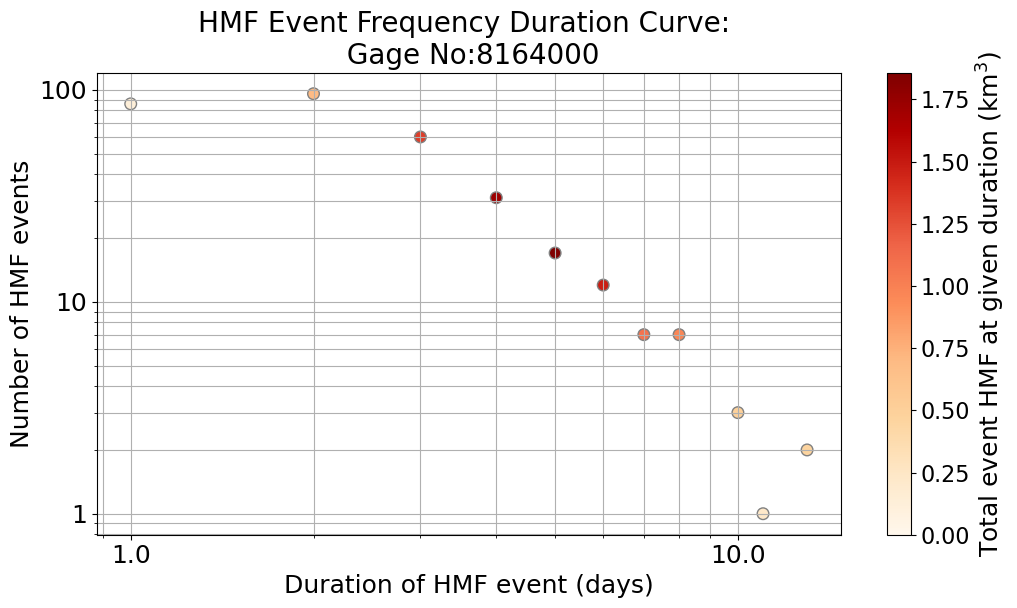 HMF Event Frequency Duration Curve:
Gage No:8164000
Number of HMF events
100
10
1
1.0
10.0
Duration of HMF event (days)
1.75
1.50
1.25
1.00
0.75
0.50
0.25
0.00
Total event HMF at given duration (km³)